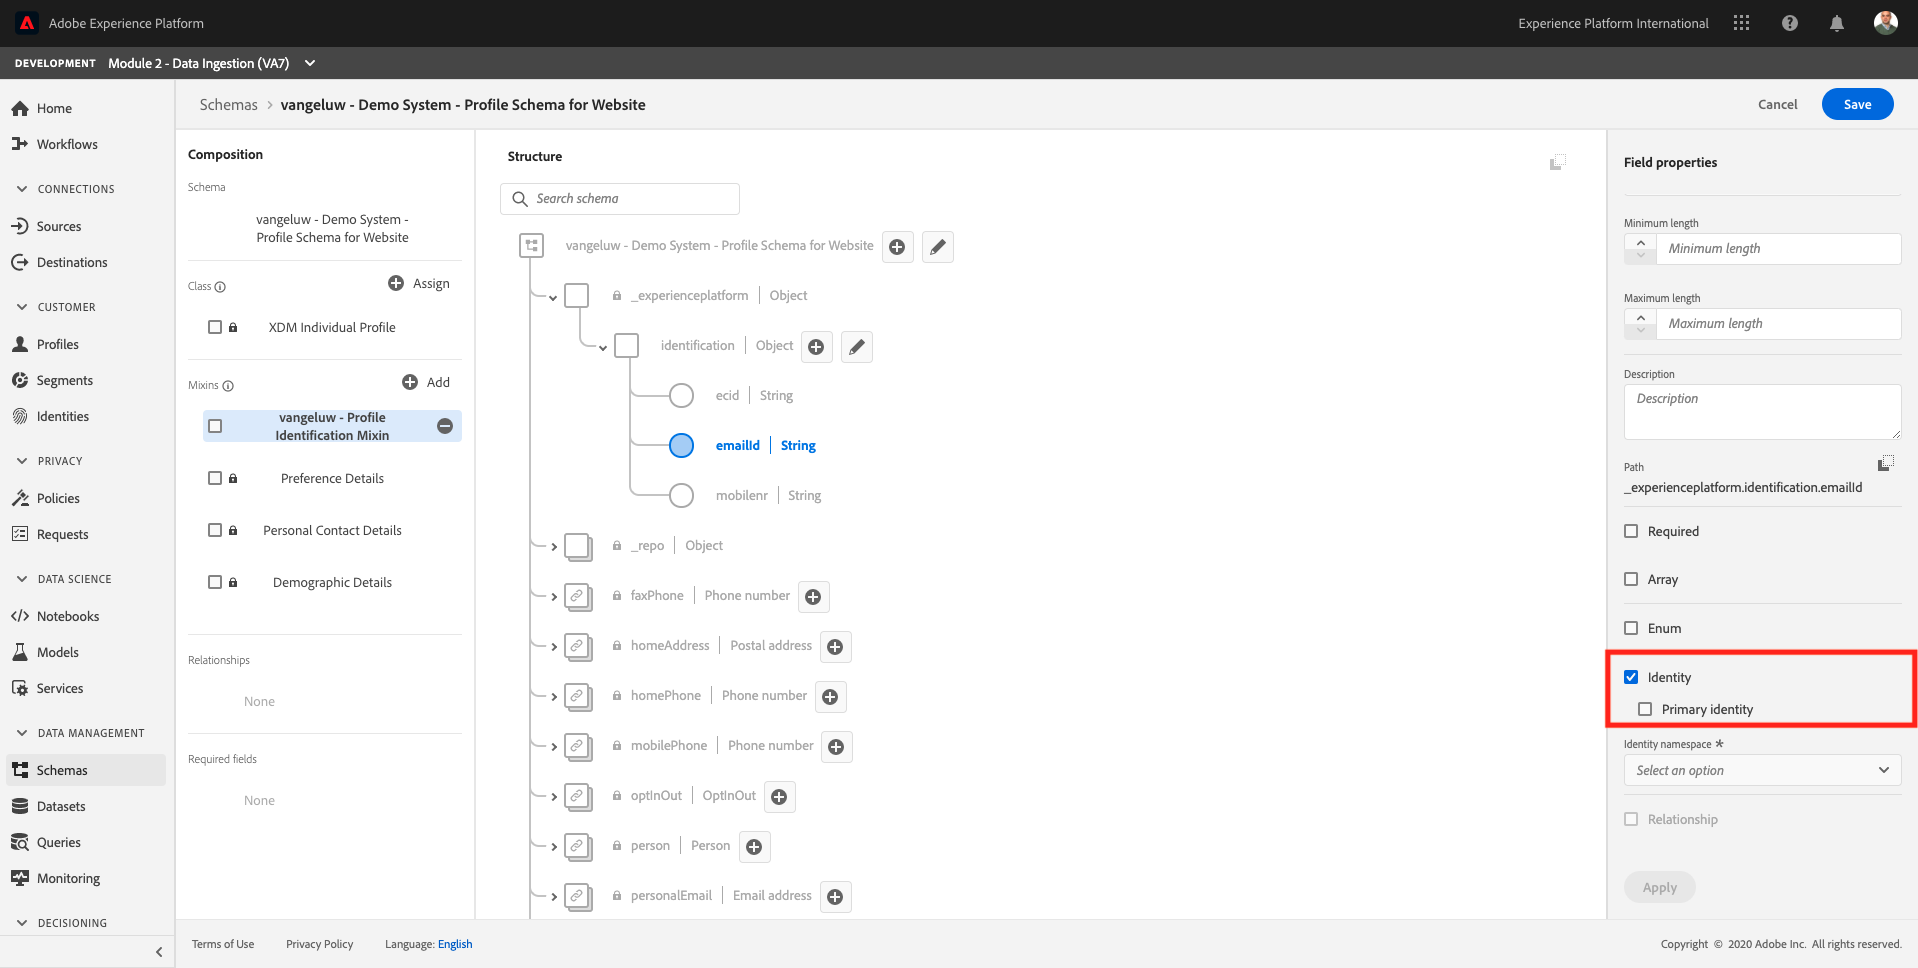 Adobe Experience Platform
Experience Platform International
DEVELOPMENT Module 2 - Data Ingestion (VA7)
Home
Workflows
CONNECTIONS
Sources
Destinations
CUSTOMER
Profiles
Segments
Identities
PRIVACY
Policies
Requests
DATA SCIENCE
Notebooks
Models
Services
DATA MANAGEMENT
Schemas
Datasets
Queries
Monitoring
DECISIONING
Schemas > vangeluw - Demo System - Profile Schema for Website
Cancel
Save
Composition
Schema
vangeluw - Demo System -
Profile Schema for Website
Class
Assign
XDM Individual Profile
Mixins
Add
vangeluw - Profile
Identification Mixin
Preference Details
Personal Contact Details
Demographic Details
Relationships
None
Required fields
None
Structure
Search schema
vangeluw - Demo System - Profile Schema for Website
_experienceplatform | Object
identification | Object
ecid | String
emailId | String
mobilenr | String
_repo | Object
faxPhone | Phone number
homeAddress | Postal address
homePhone | Phone number
mobilePhone | Phone number
optInOut | OptInOut
person | Person
personalEmail | Email address
Field properties
Minimum length
Minimum length
Maximum length
Maximum length
Description
Description
Path
_experienceplatform.identification.emailId
Required
Array
Enum
Identity
Primary identity
Identity namespace *
Select an option
Relationship
Apply
Terms of Use
Privacy Policy
Language: English
Copyright © 2020 Adobe Inc. All rights reserved.